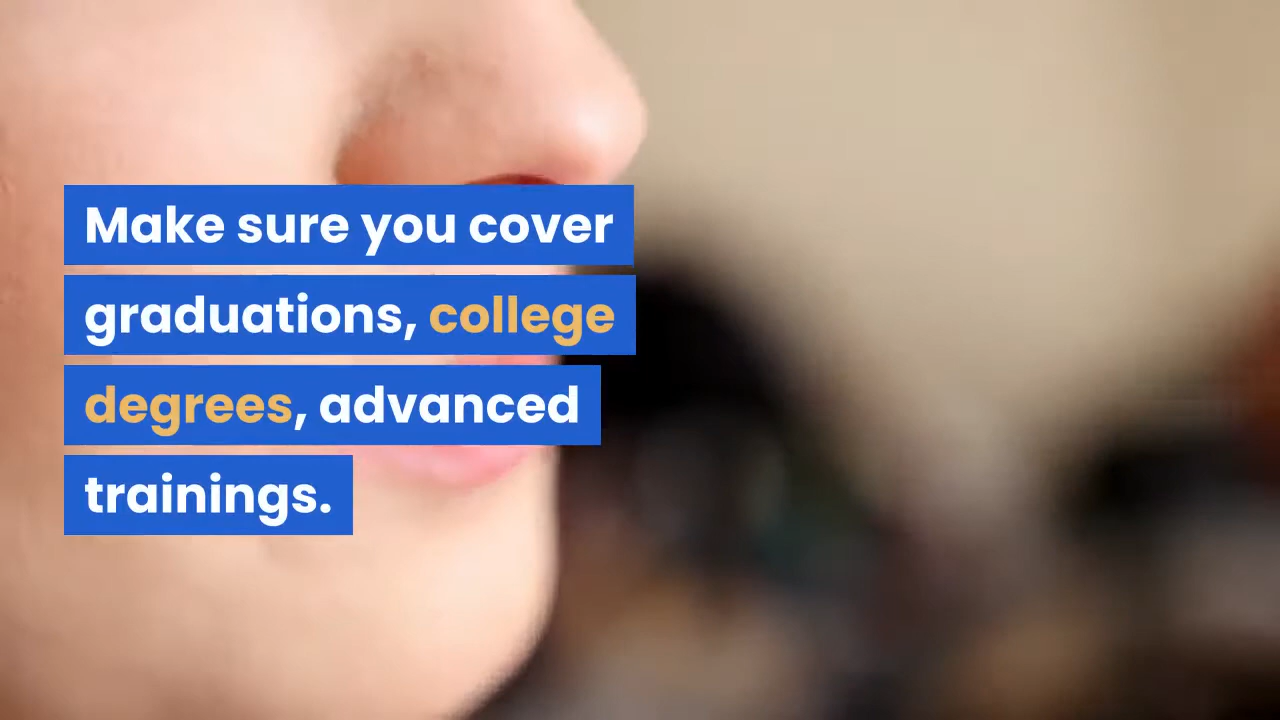 Make sure you cover
graduations, college
degrees, advanced
trainings.